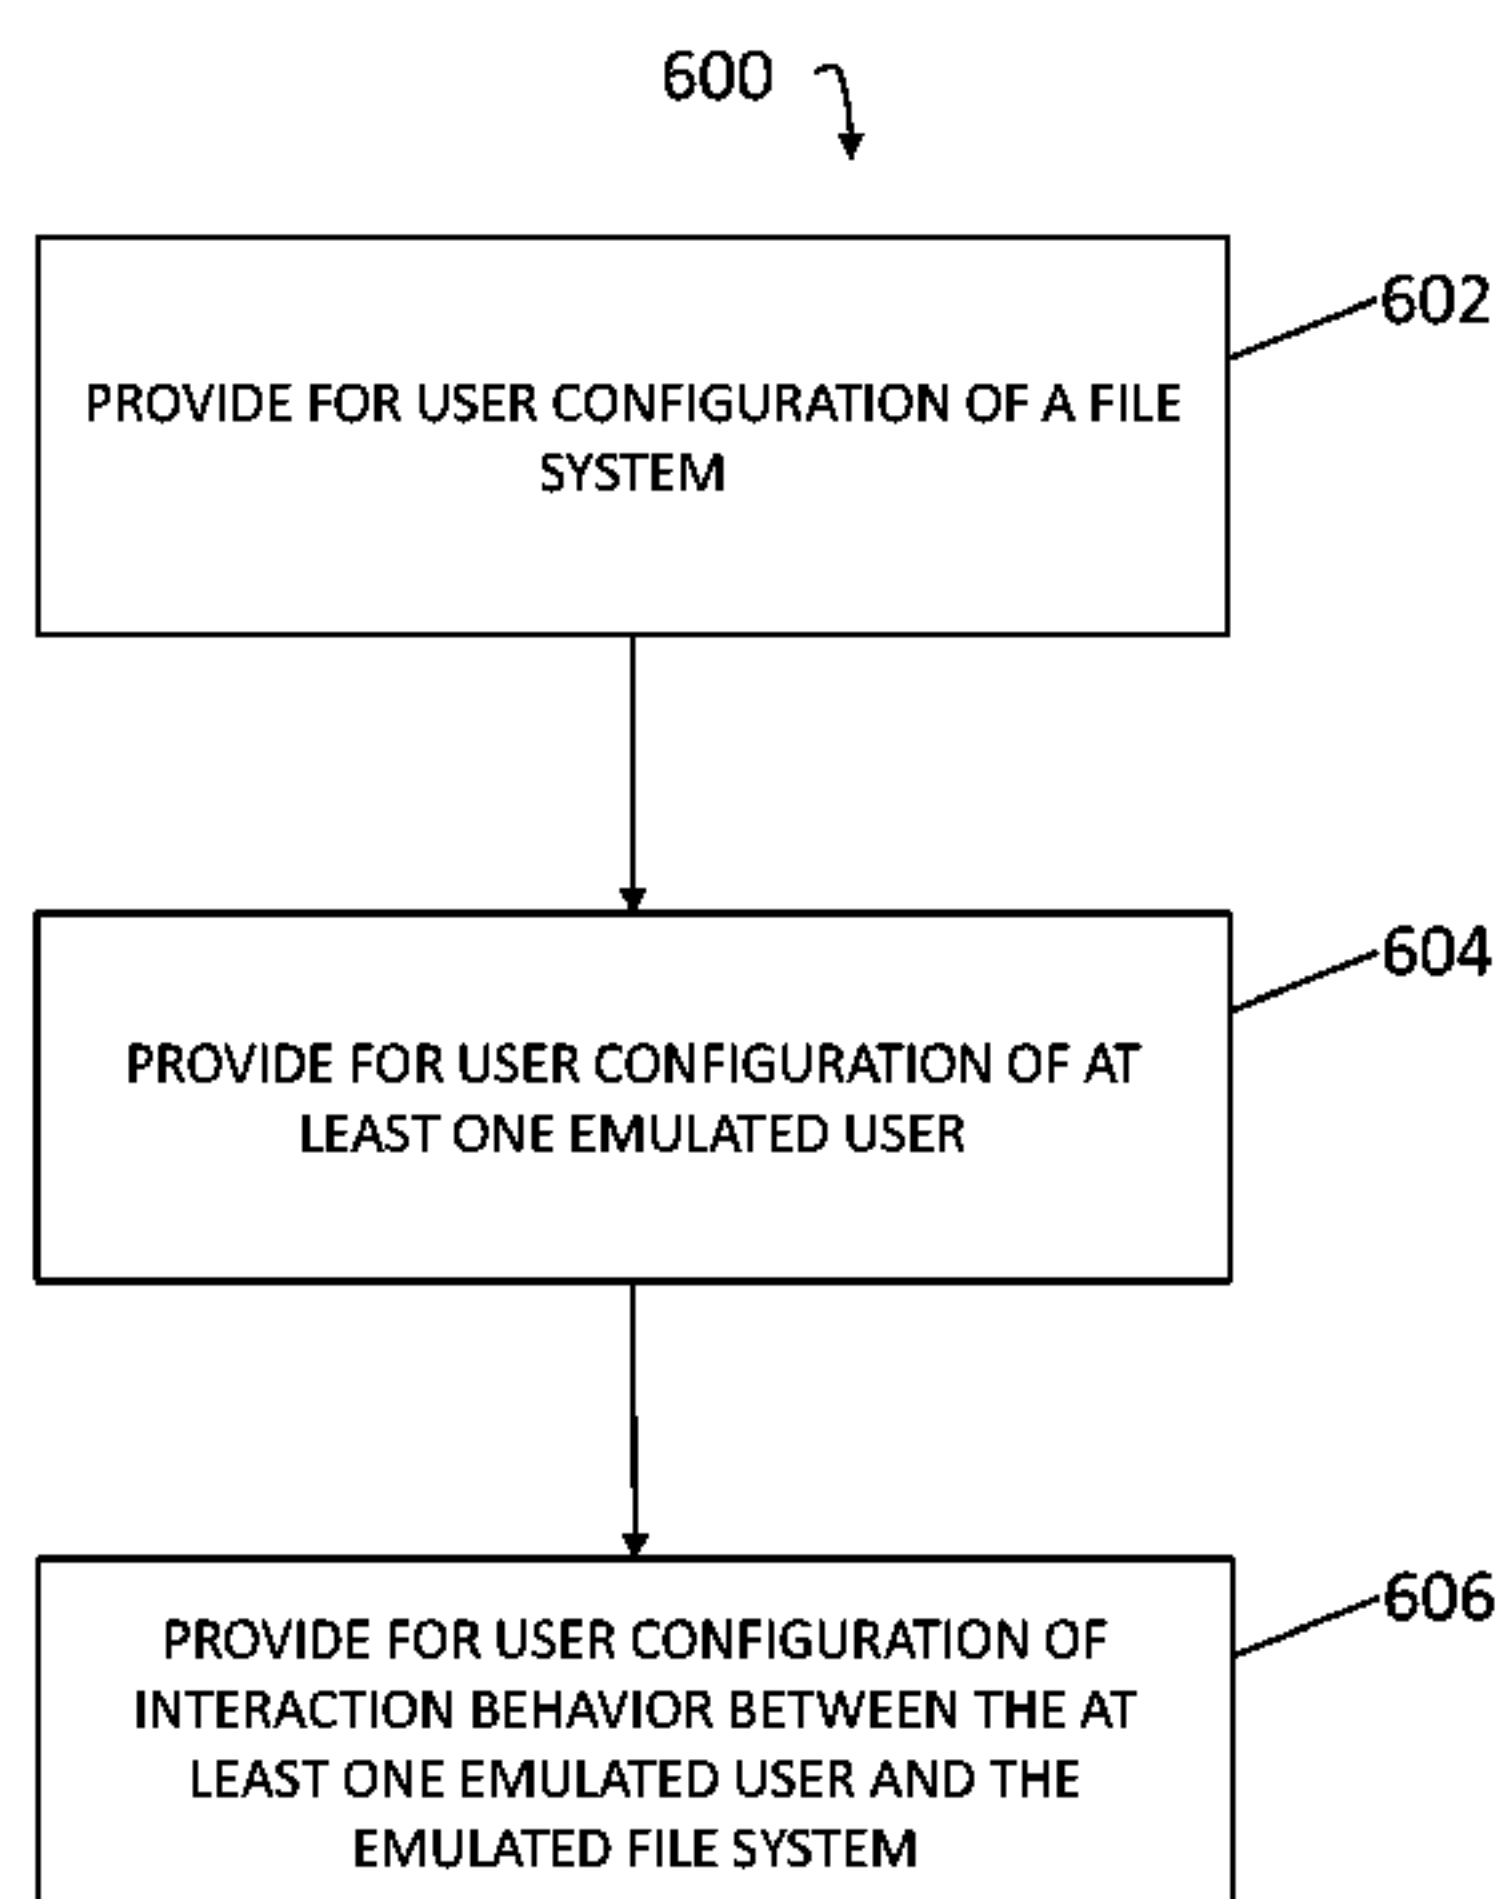 600
602
PROVIDE FOR USER CONFIGURATION OF A FILE
SYSTEM
604
PROVIDE FOR USER CONFIGURATION OF AT
LEAST ONE EMULATED USER
606
PROVIDE FOR USER CONFIGURATION OF
INTERACTION BEHAVIOR BETWEEN THE AT
LEAST ONE EMULATED USER AND THE
EMULATED FILE SYSTEM